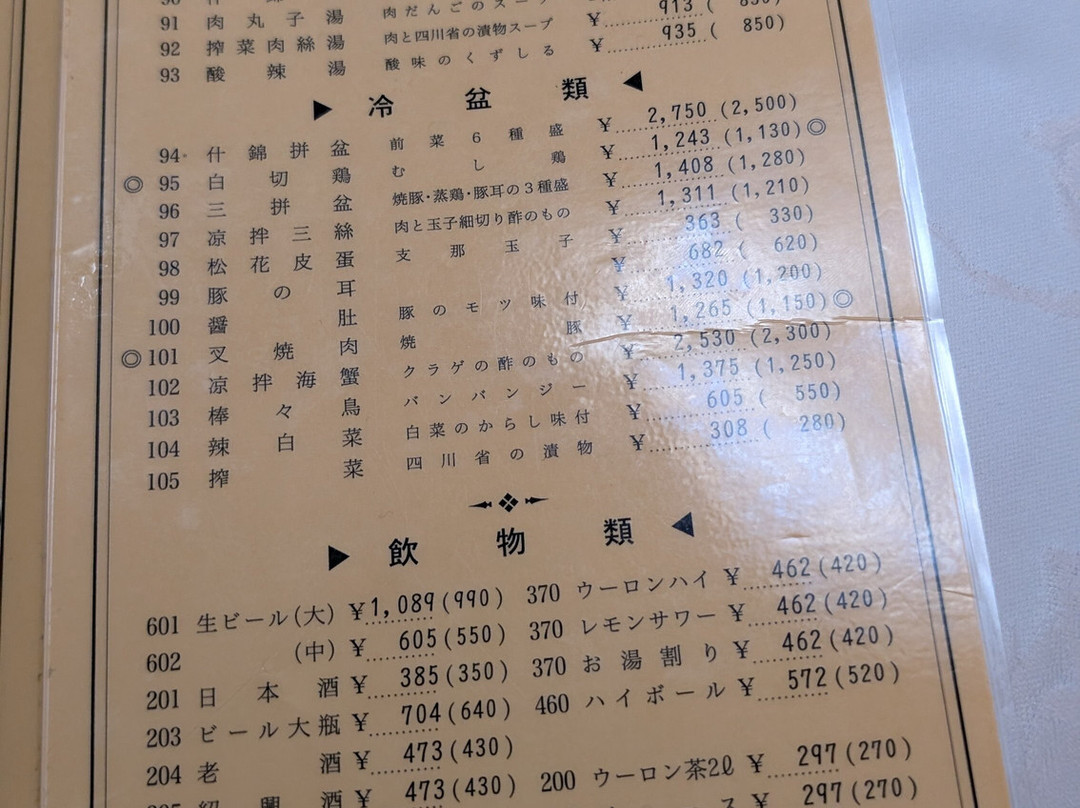 91 肉丸子湯 肉だんごのスープ
92 搾菜肉絲湯 肉と四川省の漬物スープ ¥ 913 (830)
93 酸辣湯 酸味のくずしる ¥ 935 (850)
▶ 冷盆類 ◀
94 什錦拼盆 前菜6種盛 ¥ 2,750 (2,500)
◎ 95 白切鶏 むし鶏 ¥ 1,243 (1,130) ◎
96 三拼盆 焼豚・蒸鶏・豚耳の3種盛 ¥ 1,408 (1,280)
97 凉拌三絲 肉と玉子細切り酢のもの ¥ 1,311 (1,210)
98 松花皮蛋 支那玉子 ¥ 363 (330)
99 豚の耳 ¥ 682 (620)
100 醤肚 豚のモツ味付 ¥ 1,320 (1,200)
◎ 101 叉焼肉 焼豚 ¥ 1,265 (1,150) ◎
102 凉拌海蟹 クラゲの酢のもの ¥ 2,530 (2,300)
103 棒々鳥 バンバンジー ¥ 1,375 (1,250)
104 辣白菜 白菜のからし味付 ¥ 605 (550)
105 搾菜 四川省の漬物 ¥ 308 (280)
▶ 飲物類 ◀
601 生ビール(大) ¥1,089(990) 370 ウーロンハイ ¥ 462(420)
602 (中) ¥ 605(550) 370 レモンサワー ¥ 462(420)
201 日本酒 ¥ 385(350) 370 お湯割り ¥ 462(420)
203 ビール大瓶 ¥ 704(640) 460 ハイボール ¥ 572(520)
204 老酒 ¥ 473(430)
205 紹興酒 ¥ 473(430) 200 ウーロン茶2ℓ ¥ 297(270)
¥ 297(270)